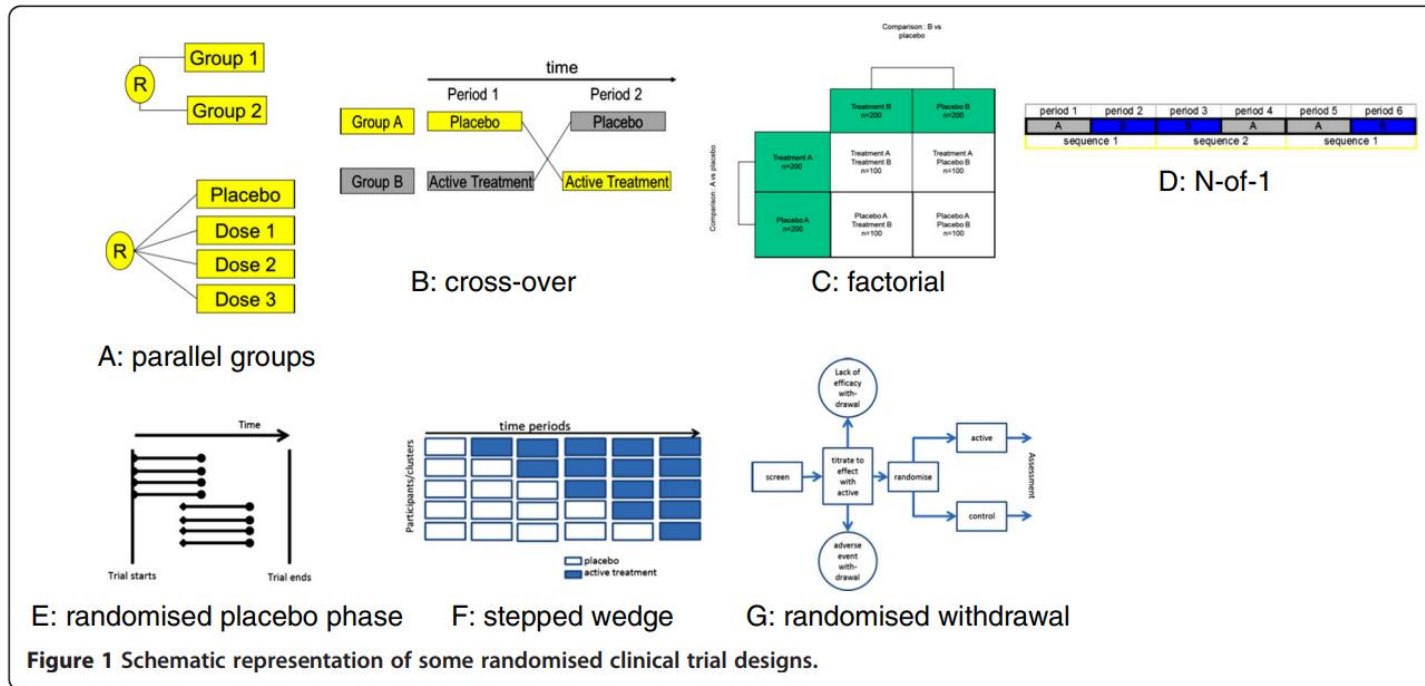 R
Group 1
Group 2
R
Placebo
Dose 1
Dose 2
Dose 3
A: parallel groups
time
Period 1
Period 2
Group A
Placebo
Placebo
Group B
Active Treatment
Active Treatment
B: cross-over
Comparison : B vs
placebo
Comparison : A vs placebo
Treatment B
n=200
Placebo B
n=200
Treatment A
n=200
Treatment A
Treatment B
n=100
Treatment A
Placebo B
n=100
Placebo A
n=200
Placebo A
Treatment B
n=100
Placebo A
Placebo B
n=100
C: factorial
period 1
period 2
period 3
period 4
period 5
period 6
A
B
B
A
A
B
sequence 1
sequence 2
sequence 1
D: N-of-1
Time
Trial starts
Trial ends
E: randomised placebo phase
time periods
Participants/clusters
placebo
active treatment
F: stepped wedge
Lack of
efficacy
with-
drawal
screen
titrate to
effect
with
active
randomise
active
control
Assessment
adverse
event
with-
drawal
G: randomised withdrawal
Figure 1 Schematic representation of some randomised clinical trial designs.